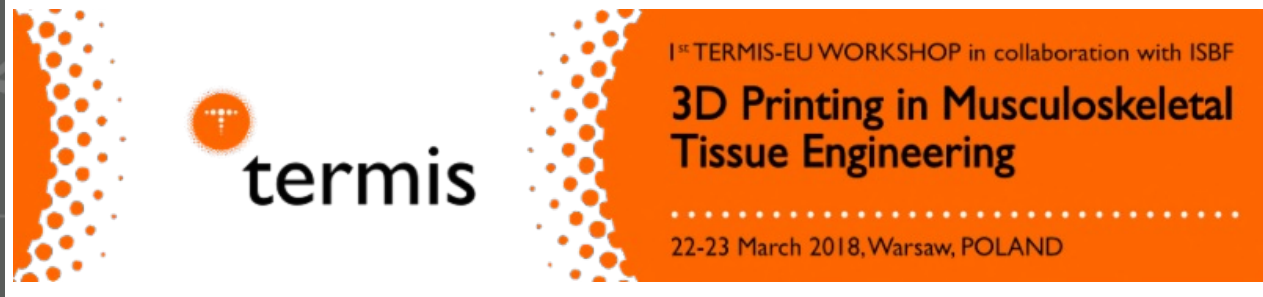 termis
1st TERMIS-EU WORKSHOP in collaboration with ISBF
3D Printing in Musculoskeletal
Tissue Engineering
22-23 March 2018, Warsaw, POLAND